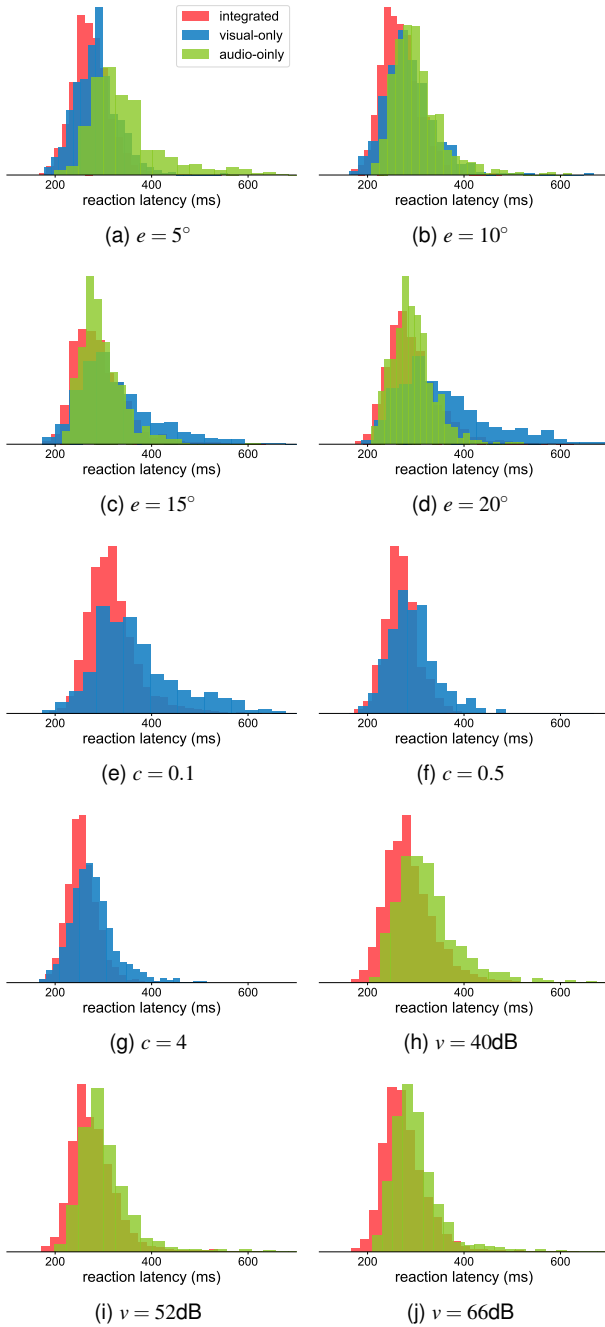 integrated
visual-only
audio-oinly
200 400 600
reaction latency (ms)
(a) e = 5°
200 400 600
reaction latency (ms)
(b) e = 10°
200 400 600
reaction latency (ms)
(c) e = 15°
200 400 600
reaction latency (ms)
(d) e = 20°
200 400 600
reaction latency (ms)
(e) c = 0.1
200 400 600
reaction latency (ms)
(f) c = 0.5
200 400 600
reaction latency (ms)
(g) c = 4
200 400 600
reaction latency (ms)
(h) v = 40dB
200 400 600
reaction latency (ms)
(i) v = 52dB
200 400 600
reaction latency (ms)
(j) v = 66dB